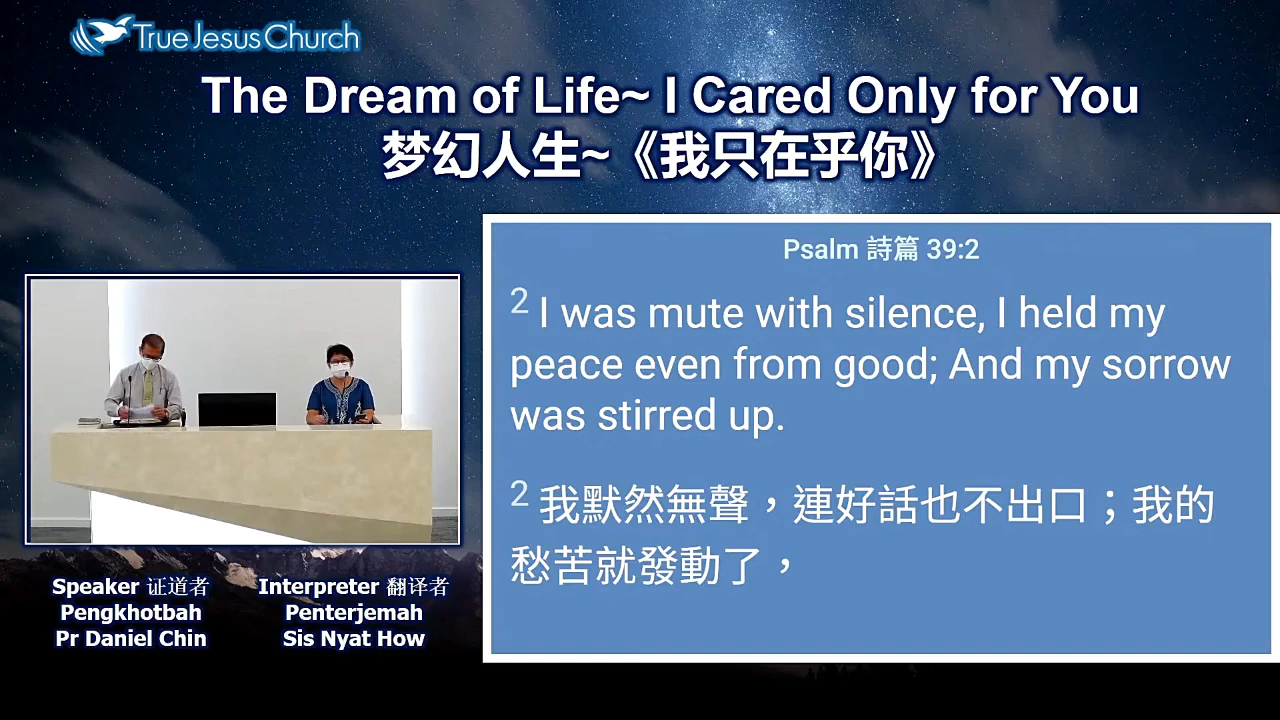 TrueJesusChurch
The Dream of Life~ I Cared Only for You
梦幻人生~《我只在乎你》
Psalm 詩篇 39:2
2 I was mute with silence, I held my
peace even from good; And my sorrow
was stirred up.
2 我默然無聲，連好話也不出口；我的
愁苦就發動了，
Speaker 证道者
Pengkhotbah
Pr Daniel Chin
Interpreter 翻译者
Penterjemah
Sis Nyat How